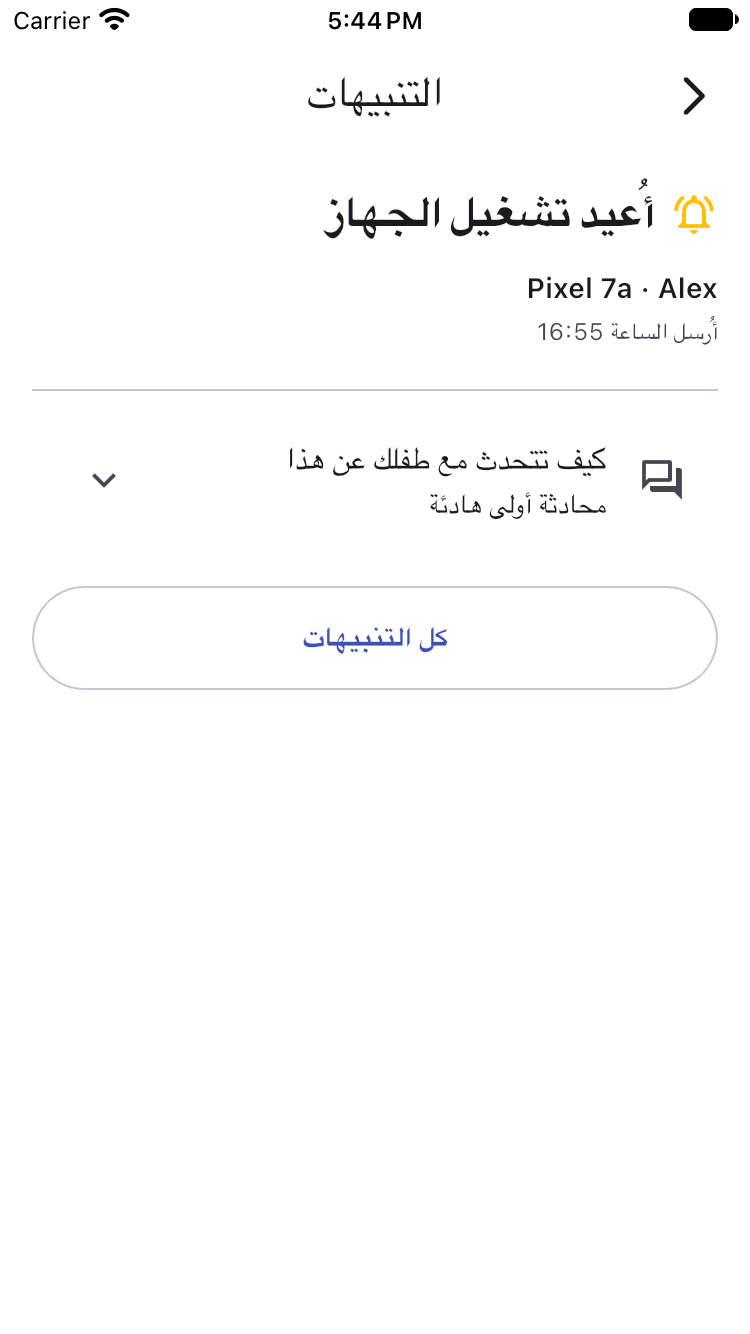 Carrier 5:44 PM
التنبيهات
أُعيد تشغيل الجهاز
Pixel 7a · Alex
أُرسل الساعة 16:55
كيف تتحدث مع طفلك عن هذا
محادثة أولى هادئة
كل التنبيهات